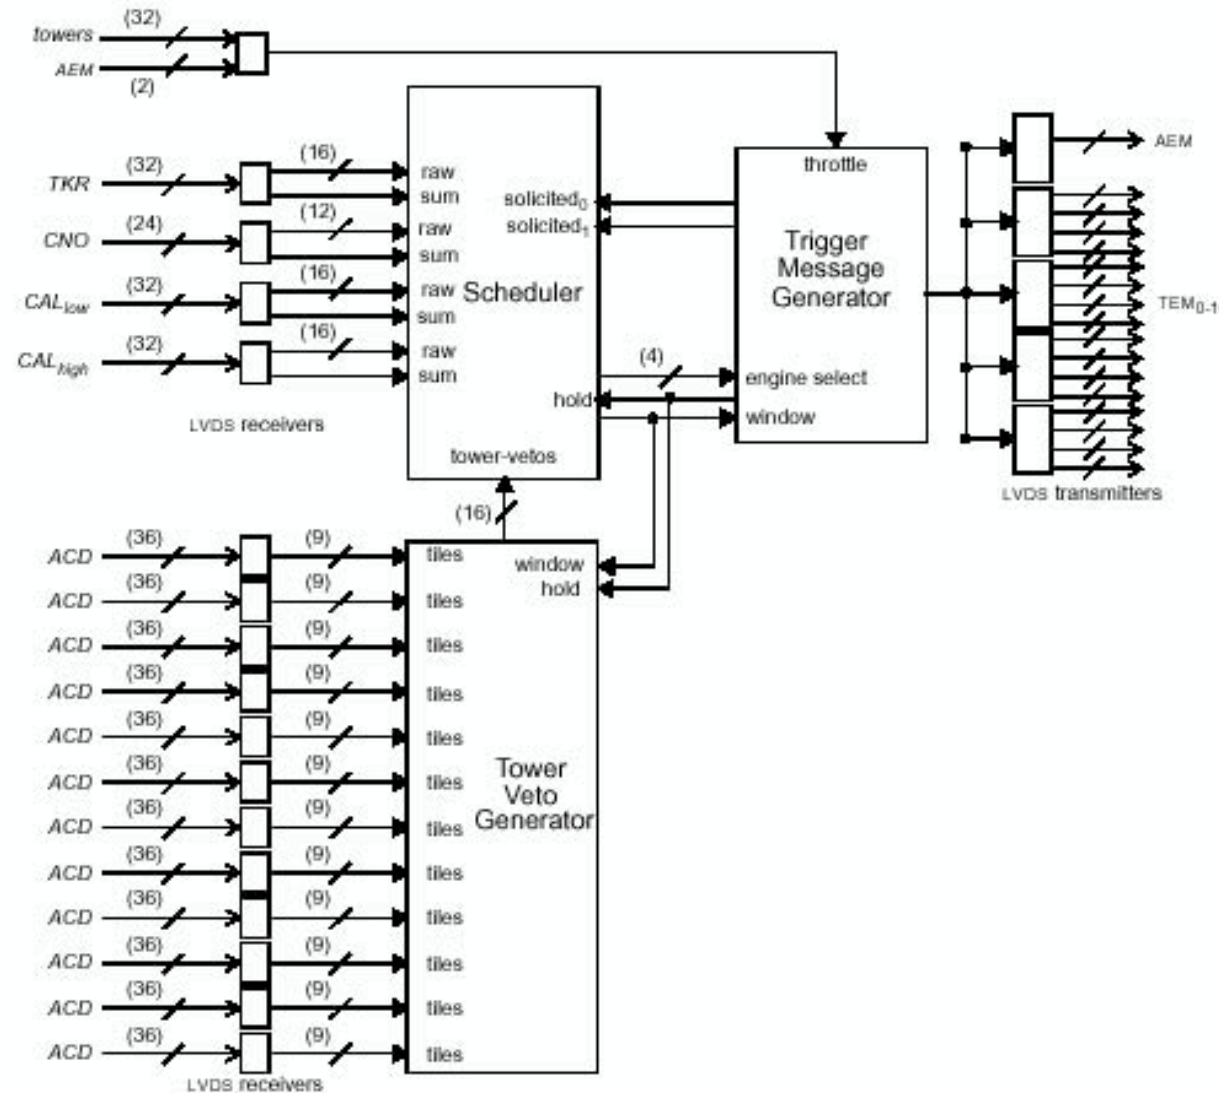 (32)
towers
AEM
(2)
AEM
throttle
(32)
(16)
TKR
raw
sum
solicited0
(24)
(12)
CNO
raw
solicited1
sum
Trigger
Message
Generator
(32)
(16)
CALlow
raw
Scheduler
sum
TEM0-1
(32)
(16)
CALhigh
raw
sum
(4)
engine select
hold
window
LVDS receivers
tower-vetos
LVDS transmitters
(16)
(36)
(9)
ACD
tiles
window
hold
(36)
(9)
ACD
tiles
(36)
(9)
ACD
tiles
(36)
(9)
ACD
tiles
(36)
(9)
ACD
tiles
Tower
Veto
Generator
(36)
(9)
ACD
tiles
(36)
(9)
ACD
tiles
(36)
(9)
ACD
tiles
(36)
(9)
ACD
tiles
(36)
(9)
ACD
tiles
(36)
(9)
ACD
tiles
(36)
(9)
ACD
tiles
LVDS receivers